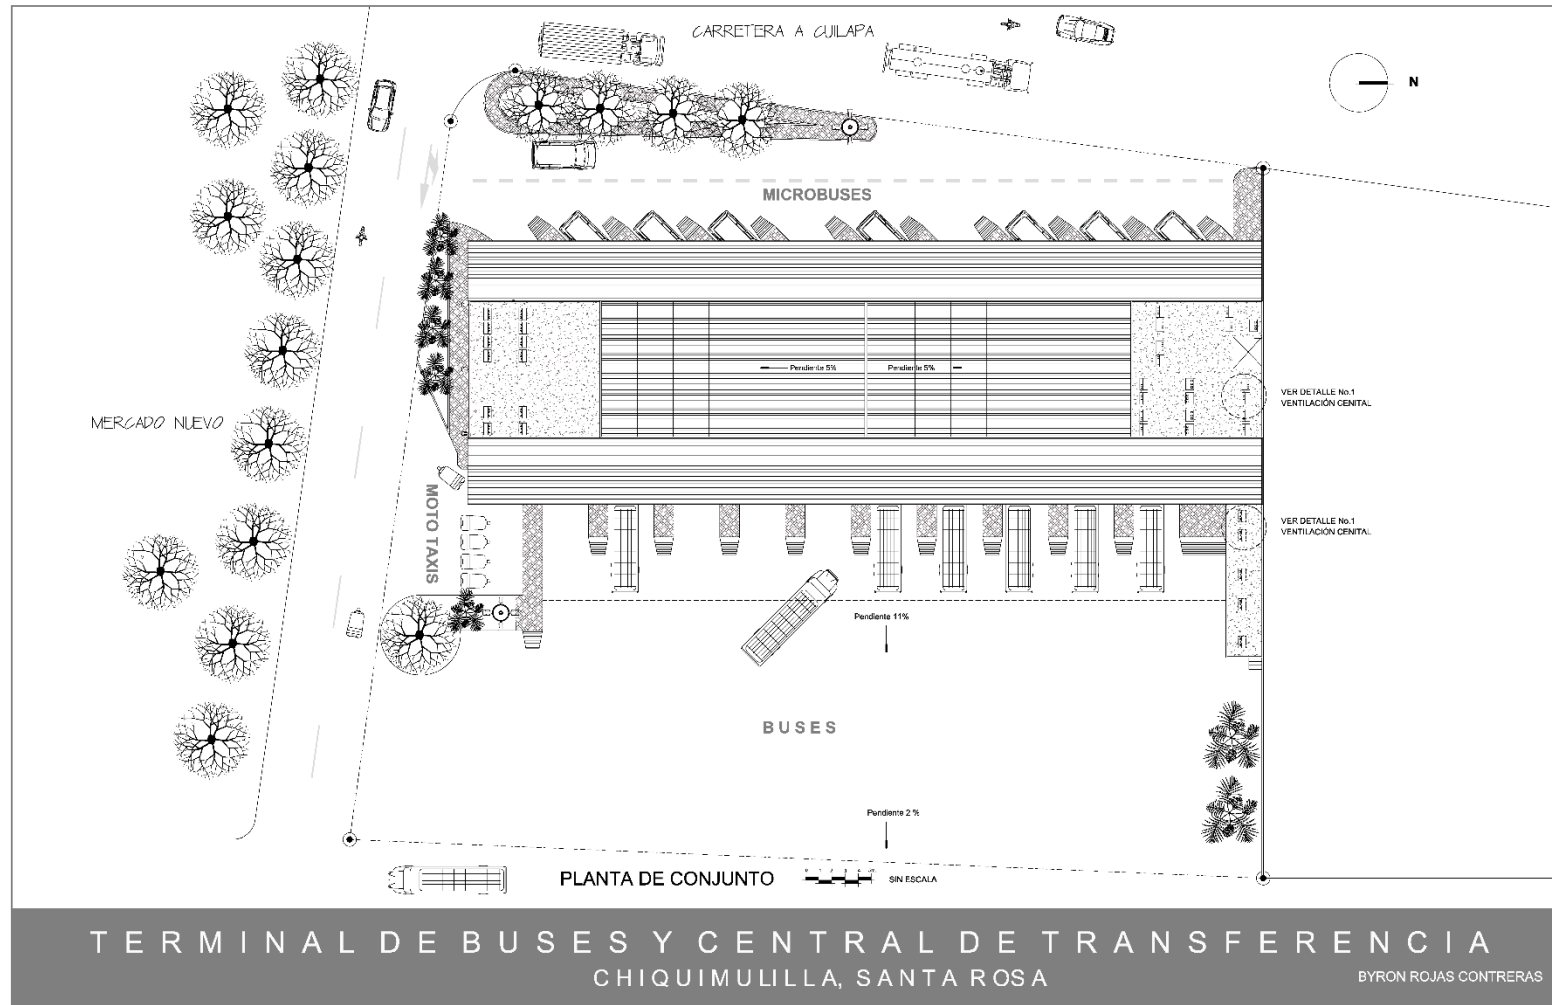 CARRETERA A CUILAPA
N
MICROBUSES
Pendiente 5%
Pendiente 5%
VER DETALLE No.1
VENTILACIÓN CENITAL
MERCADO NUEVO
MOTO TAXIS
VER DETALLE No.1
VENTILACIÓN CENITAL
Pendiente 11%
BUSES
Pendiente 2 %
PLANTA DE CONJUNTO
SIN ESCALA
TERMINAL DE BUSES Y CENTRAL DE TRANSFERENCIA
CHIQUIMULILLA, SANTA ROSA
BYRON ROJAS CONTRERAS